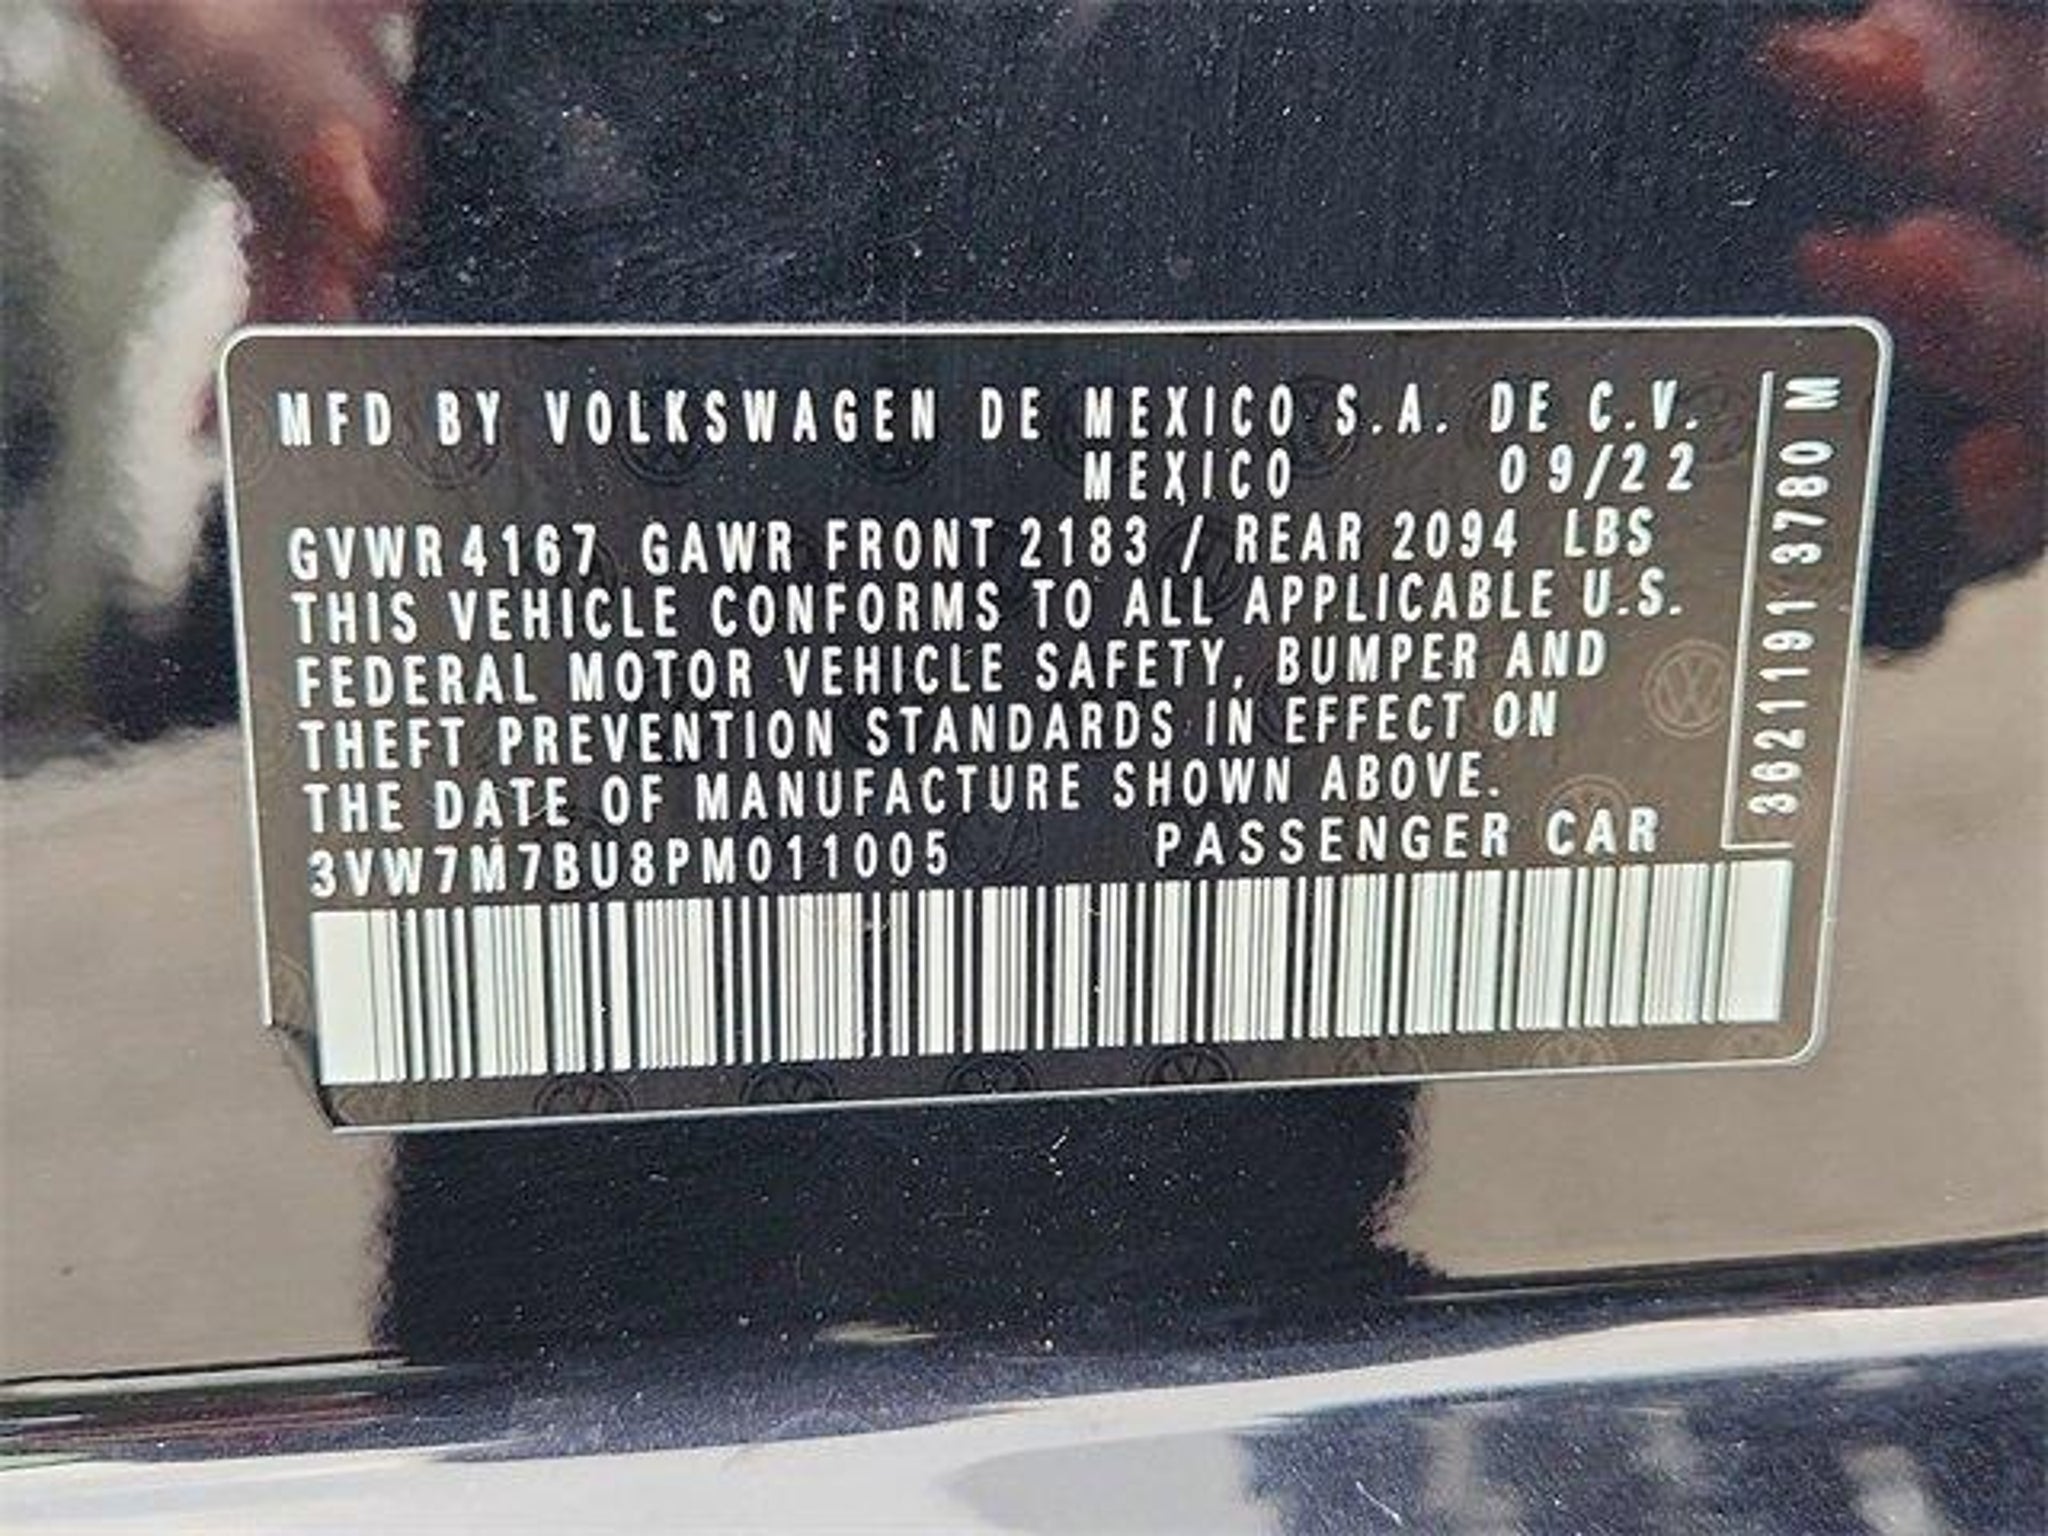 MFD BY VOLKSWAGEN DE MEXICO S.A. DE C.V.
MEXICO 09/22
GVWR 4167 GAWR FRONT 2183 / REAR 2094 LBS
THIS VEHICLE CONFORMS TO ALL APPLICABLE U.S.
FEDERAL MOTOR VEHICLE SAFETY, BUMPER AND
THEFT PREVENTION STANDARDS IN EFFECT ON
THE DATE OF MANUFACTURE SHOWN ABOVE.
3VW7M7BU8PM011005 PASSENGER CAR
3621191 3780 M